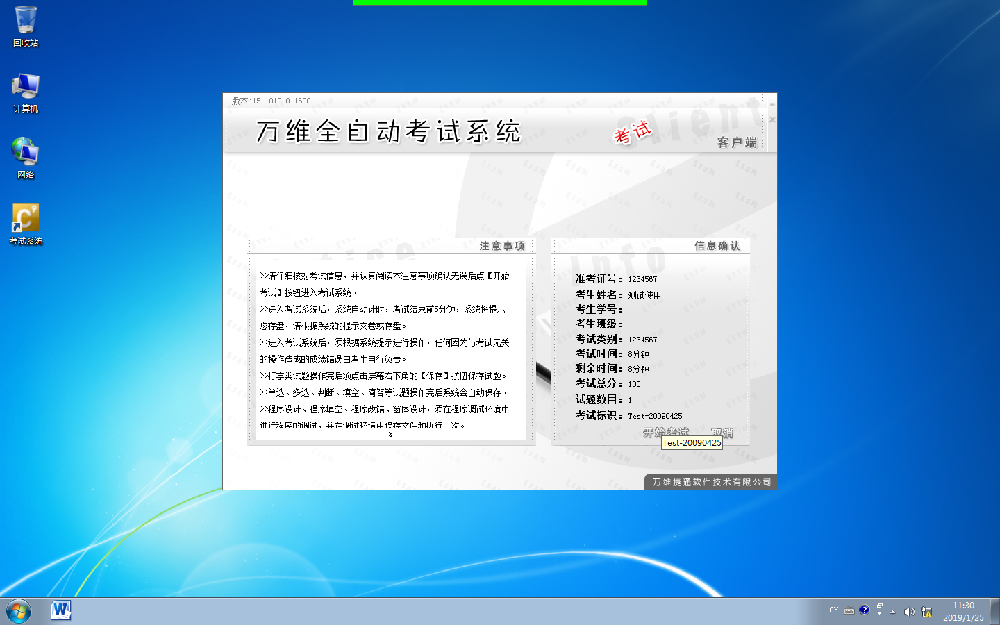 回收站
计算机
网络
考试系统
版本:15.1010.0.1600
万维全自动考试系统
考试
Client
客户端
注意事项
>>请仔细核对考试信息，并认真阅读本注意事项确认无误后点【开始
考试】按钮进入考试系统。
>>进入考试系统后，系统自动计时，考试结束前5分钟，系统将提示
您存盘，请根据系统的提示交卷或存盘。
>>进入考试系统后，须根据系统提示进行操作，任何因为与考试无关
的操作造成的成绩错误由考生自行负责。
>>打字类试题操作完后须点击屏幕右下角的【保存】按扭保存试题。
>>单选、多选、判断、填空、简答等试题操作完后系统会自动保存。
>>程序设计、程序填空、程序改错、窗体设计，须在程序调试环境中
进行程序的调试，并在调试环境中保存文件和执行一次。
Info
信息确认
准考证号：1234567
考生姓名：测试使用
考生学号：
考生班级：
考试类别：1234567
考试时间：8分钟
剩余时间：8分钟
考试总分：100
试题数目：1
考试标识：Test-20090425
开始考试 取消
Test-20090425
万维捷通软件技术有限公司
CH
11:30
2019/1/25